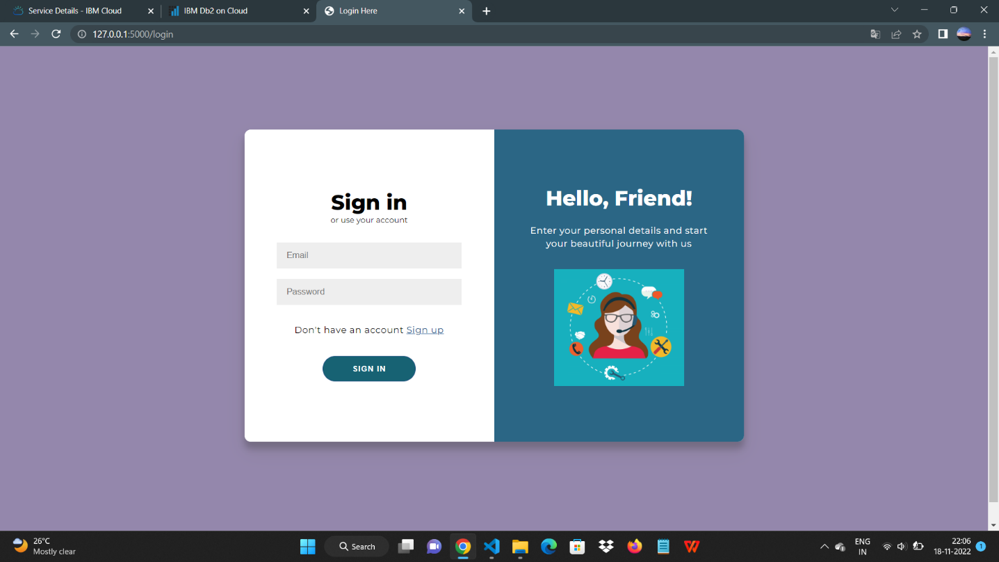 Service Details - IBM Cloud
IBM Db2 on Cloud
Login Here
127.0.0.1:5000/login
Sign in
or use your account
Email
Password
Don't have an account Sign up
SIGN IN
Hello, Friend!
Enter your personal details and start
your beautiful journey with us
26°C
Mostly clear
Search
ENG
IN
22:06
18-11-2022
1